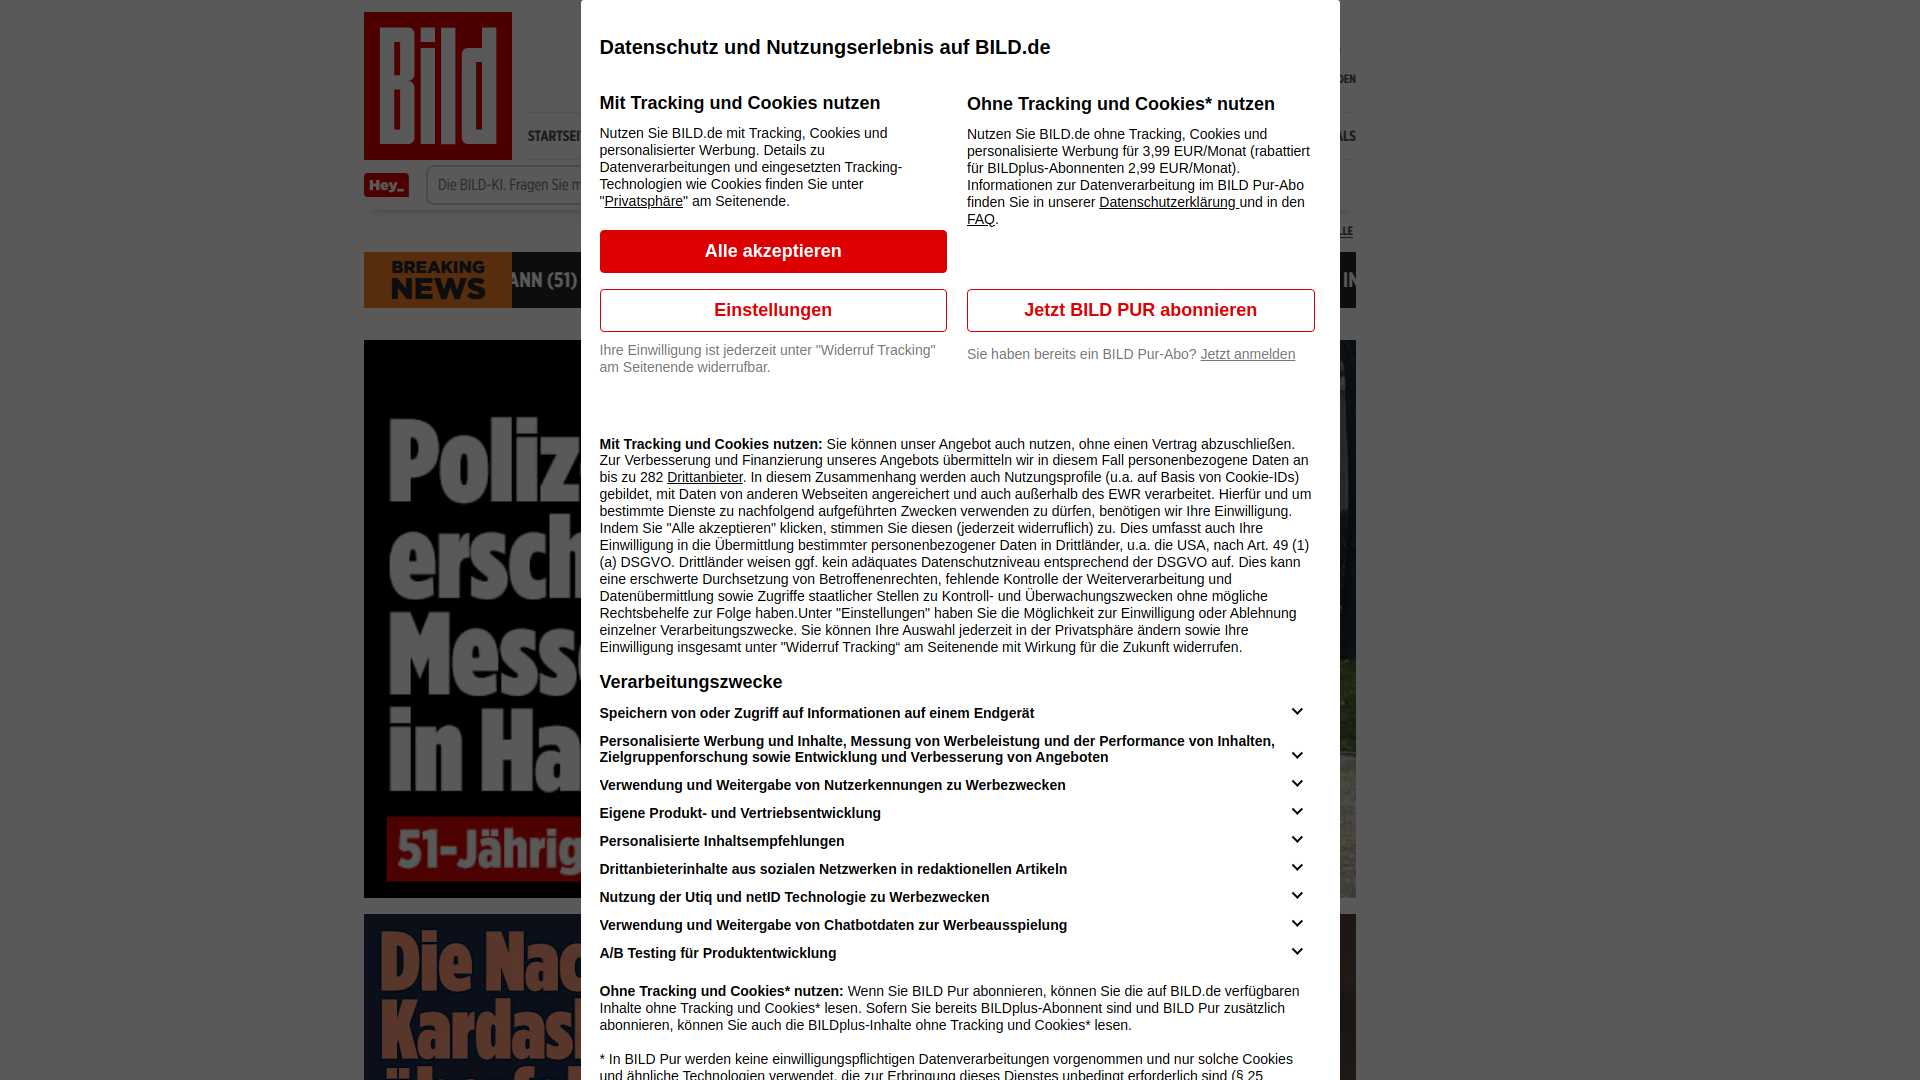 Bild
Datenschutz und Nutzungserlebnis auf BILD.de
Mit Tracking und Cookies nutzen
Nutzen Sie BILD.de mit Tracking, Cookies und
personalisierter Werbung. Details zu
Datenverarbeitungen und eingesetzten Tracking-
Technologien wie Cookies finden Sie unter
"Privatsphäre" am Seitenende.
Alle akzeptieren
Einstellungen
Ihre Einwilligung ist jederzeit unter "Widerruf Tracking"
am Seitenende widerrufbar.
Ohne Tracking und Cookies* nutzen
Nutzen Sie BILD.de ohne Tracking, Cookies und
personalisierte Werbung für 3,99 EUR/Monat (rabattiert
für BILDplus-Abonnenten 2,99 EUR/Monat).
Informationen zur Datenverarbeitung im BILD Pur-Abo
finden Sie in unserer Datenschutzerklärung und in den
FAQ.
Jetzt BILD PUR abonnieren
Sie haben bereits ein BILD Pur-Abo? Jetzt anmelden
Mit Tracking und Cookies nutzen: Sie können unser Angebot auch nutzen, ohne einen Vertrag abzuschließen.
Zur Verbesserung und Finanzierung unseres Angebots übermitteln wir in diesem Fall personenbezogene Daten an
bis zu 282 Drittanbieter. In diesem Zusammenhang werden auch Nutzungsprofile (u.a. auf Basis von Cookie-IDs)
gebildet, mit Daten von anderen Webseiten angereichert und auch außerhalb des EWR verarbeitet. Hierfür und um
bestimmte Dienste zu nachfolgend aufgeführten Zwecken verwenden zu dürfen, benötigen wir Ihre Einwilligung.
Indem Sie "Alle akzeptieren" klicken, stimmen Sie diesen (jederzeit widerruflich) zu. Dies umfasst auch Ihre
Einwilligung in die Übermittlung bestimmter personenbezogener Daten in Drittländer, u.a. die USA, nach Art. 49 (1)
(a) DSGVO. Drittländer weisen ggf. kein adäquates Datenschutzniveau entsprechend der DSGVO auf. Dies kann
eine erschwerte Durchsetzung von Betroffenenrechten, fehlende Kontrolle der Weiterverarbeitung und
Datenübermittlung sowie Zugriffe staatlicher Stellen zu Kontroll- und Überwachungszwecken ohne mögliche
Rechtsbehelfe zur Folge haben.Unter "Einstellungen" haben Sie die Möglichkeit zur Einwilligung oder Ablehnung
einzelner Verarbeitungszwecke. Sie können Ihre Auswahl jederzeit in der Privatsphäre ändern sowie Ihre
Einwilligung insgesamt unter "Widerruf Tracking“ am Seitenende mit Wirkung für die Zukunft widerrufen.
Verarbeitungszwecke
Speichern von oder Zugriff auf Informationen auf einem Endgerät
Personalisierte Werbung und Inhalte, Messung von Werbeleistung und der Performance von Inhalten,
Zielgruppenforschung sowie Entwicklung und Verbesserung von Angeboten
Verwendung und Weitergabe von Nutzerkennungen zu Werbezwecken
Eigene Produkt- und Vertriebsentwicklung
Personalisierte Inhaltsempfehlungen
Drittanbieterinhalte aus sozialen Netzwerken in redaktionellen Artikeln
Nutzung der Utiq und netID Technologie zu Werbezwecken
Verwendung und Weitergabe von Chatbotdaten zur Werbeausspielung
A/B Testing für Produktentwicklung
Ohne Tracking und Cookies* nutzen: Wenn Sie BILD Pur abonnieren, können Sie die auf BILD.de verfügbaren
Inhalte ohne Tracking und Cookies* lesen. Sofern Sie bereits BILDplus-Abonnent sind und BILD Pur zusätzlich
abonnieren, können Sie auch die BILDplus-Inhalte ohne Tracking und Cookies* lesen.
* In BILD Pur werden keine einwilligungspflichtigen Datenverarbeitungen vorgenommen und nur solche Cookies
und ähnliche Technologien verwendet, die zur Erbringung dieses Dienstes unbedingt erforderlich sind (§ 25
DEN
STARTSEI
ALS
Hey_
Die BILD-KI. Fragen Sie m
LLE
BREAKING
NEWS
ANN (51)
IN
Poliz
ersch
Messe
in Ha
51-Jährig
Die Nac
Kardas